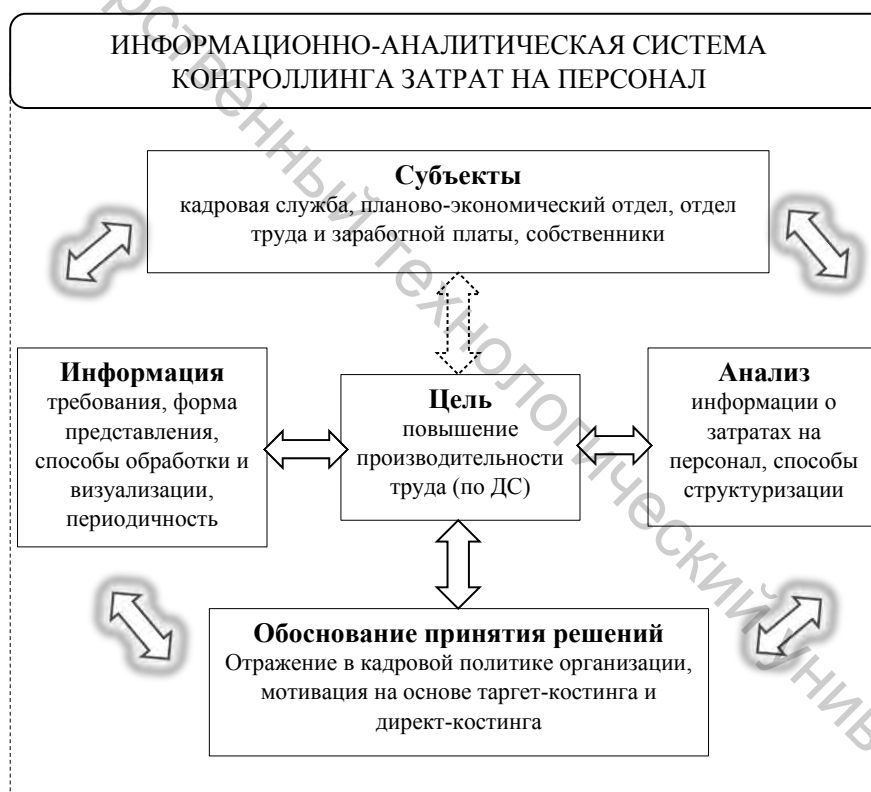 ИНФОРМАЦИОННО-АНАЛИТИЧЕСКАЯ СИСТЕМА
КОНТРОЛЛИНГА ЗАТРАТ НА ПЕРСОНАЛ
Субъекты
кадровая служба, планово-экономический отдел, отдел
труда и заработной платы, собственники
Информация
требования, форма
представления,
способы обработки и
визуализации,
периодичность
Цель
повышение
производительности
труда (по ДС)
Анализ
информации о
затратах на
персонал, способы
структуризации
Обоснование принятия решений
Отражение в кадровой политике организации,
мотивация на основе таргет-костинга и
директ-костинга
технологический